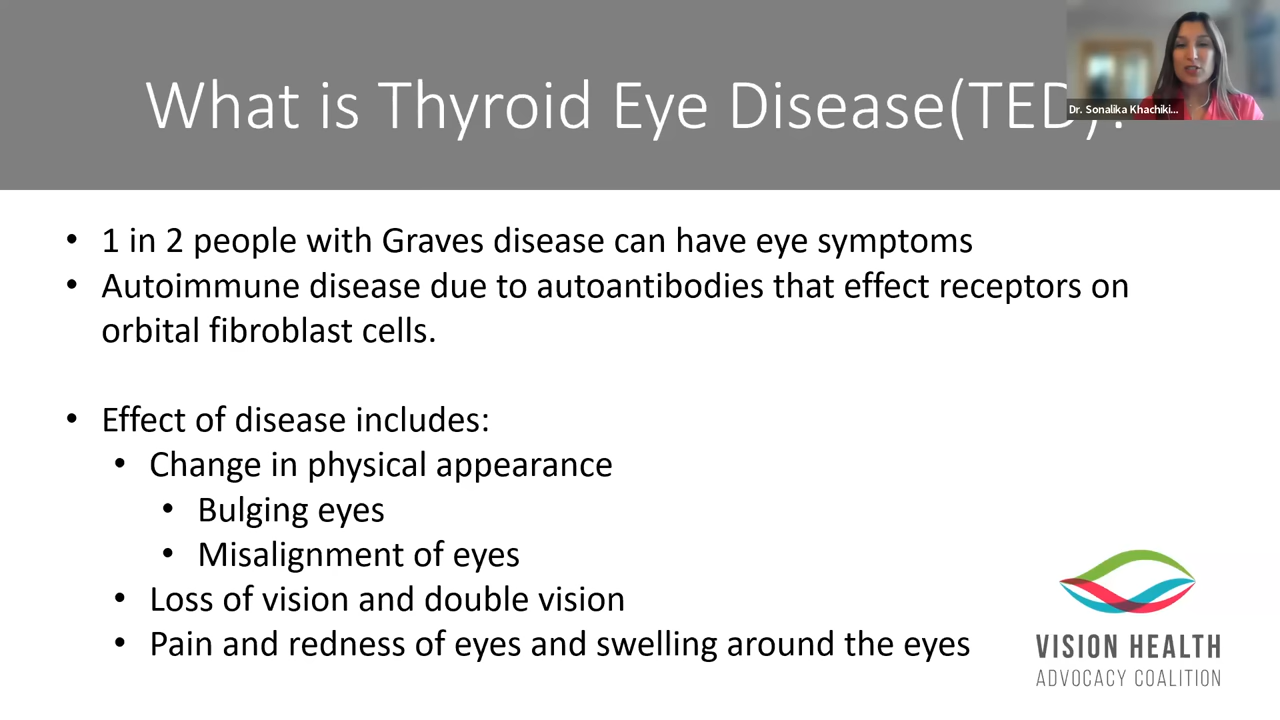 What is Thyroid Eye Disease(TED)?
Dr. Sonalika Khachiki...
• 1 in 2 people with Graves disease can have eye symptoms
• Autoimmune disease due to autoantibodies that effect receptors on
orbital fibroblast cells.
• Effect of disease includes:
• Change in physical appearance
• Bulging eyes
• Misalignment of eyes
• Loss of vision and double vision
• Pain and redness of eyes and swelling around the eyes
VISION HEALTH
ADVOCACY COALITION